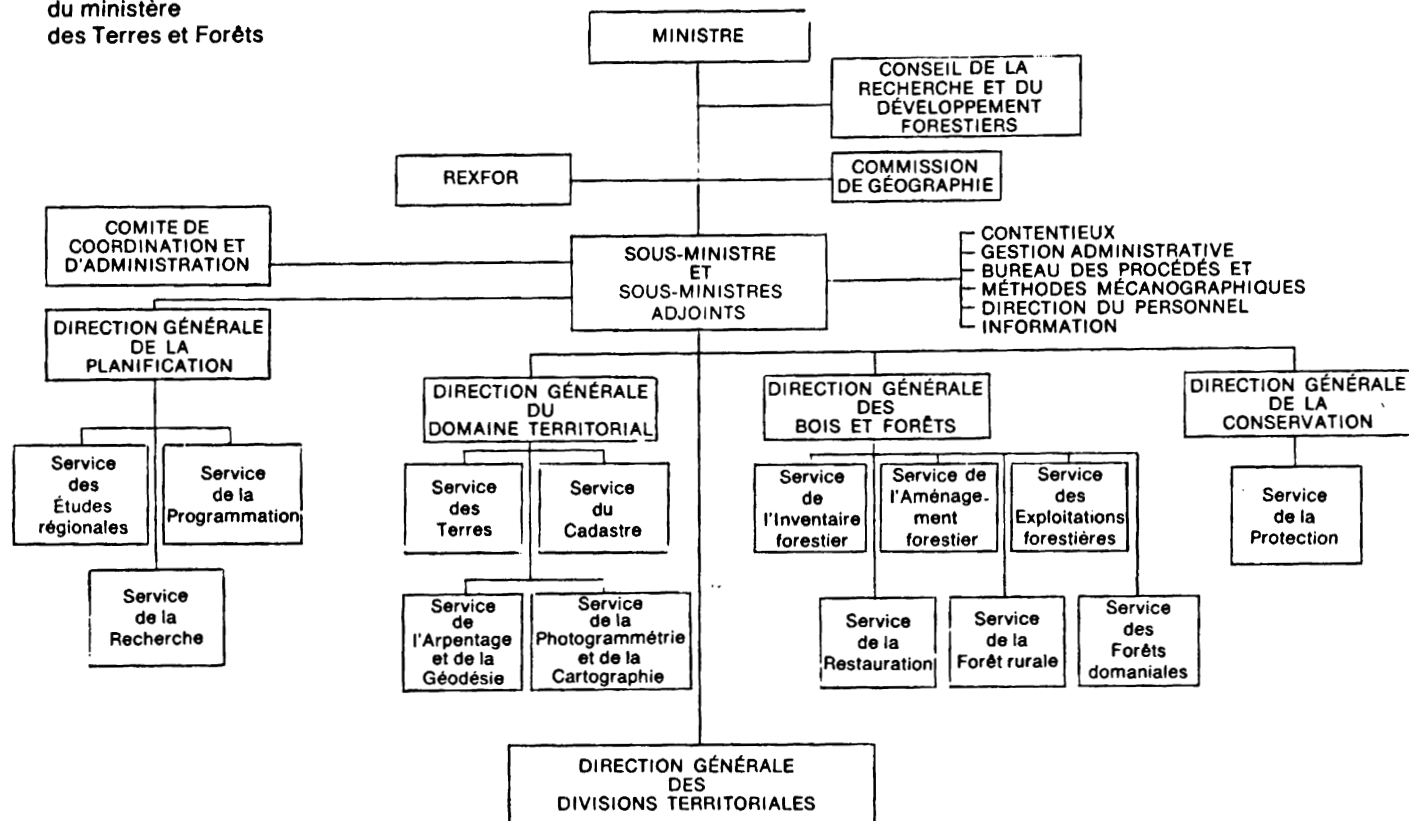 du ministère
des Terres et Forêts
MINISTRE
CONSEIL DE LA
RECHERCHE ET DU
DÉVELOPPEMENT
FORESTIERS
REXFOR
COMMISSION
DE GÉOGRAPHIE
COMITE DE
COORDINATION ET
D'ADMINISTRATION
SOUS-MINISTRE
ET
SOUS-MINISTRES
ADJOINTS
CONTENTIEUX
GESTION ADMINISTRATIVE
BUREAU DES PROCÉDÉS ET
MÉTHODES MÉCANOGRAPHIQUES
DIRECTION DU PERSONNEL
INFORMATION
DIRECTION GÉNÉRALE
DE LA
PLANIFICATION
DIRECTION GÉNÉRALE
DU
DOMAINE TERRITORIAL
DIRECTION GÉNÉRALE
DES
BOIS ET FORÊTS
DIRECTION GÉNÉRALE
DE LA
CONSERVATION
Service
des
Études
régionales
Service
de la
Programmation
Service
de la
Recherche
Service
des
Terres
Service
du
Cadastre
Service
de
l'Arpentage
et de la
Géodésie
Service
de la
Photogrammétrie
et de la
Cartographie
Service
de
l'Inventaire
forestier
Service de
l'Aménage-
ment
forestier
Service
des
Exploitations
forestières
Service
de la
Restauration
Service
de la
Forêt rurale
Service
des
Forêts
domaniales
Service
de la
Protection
DIRECTION GÉNÉRALE
DES
DIVISIONS TERRITORIALES